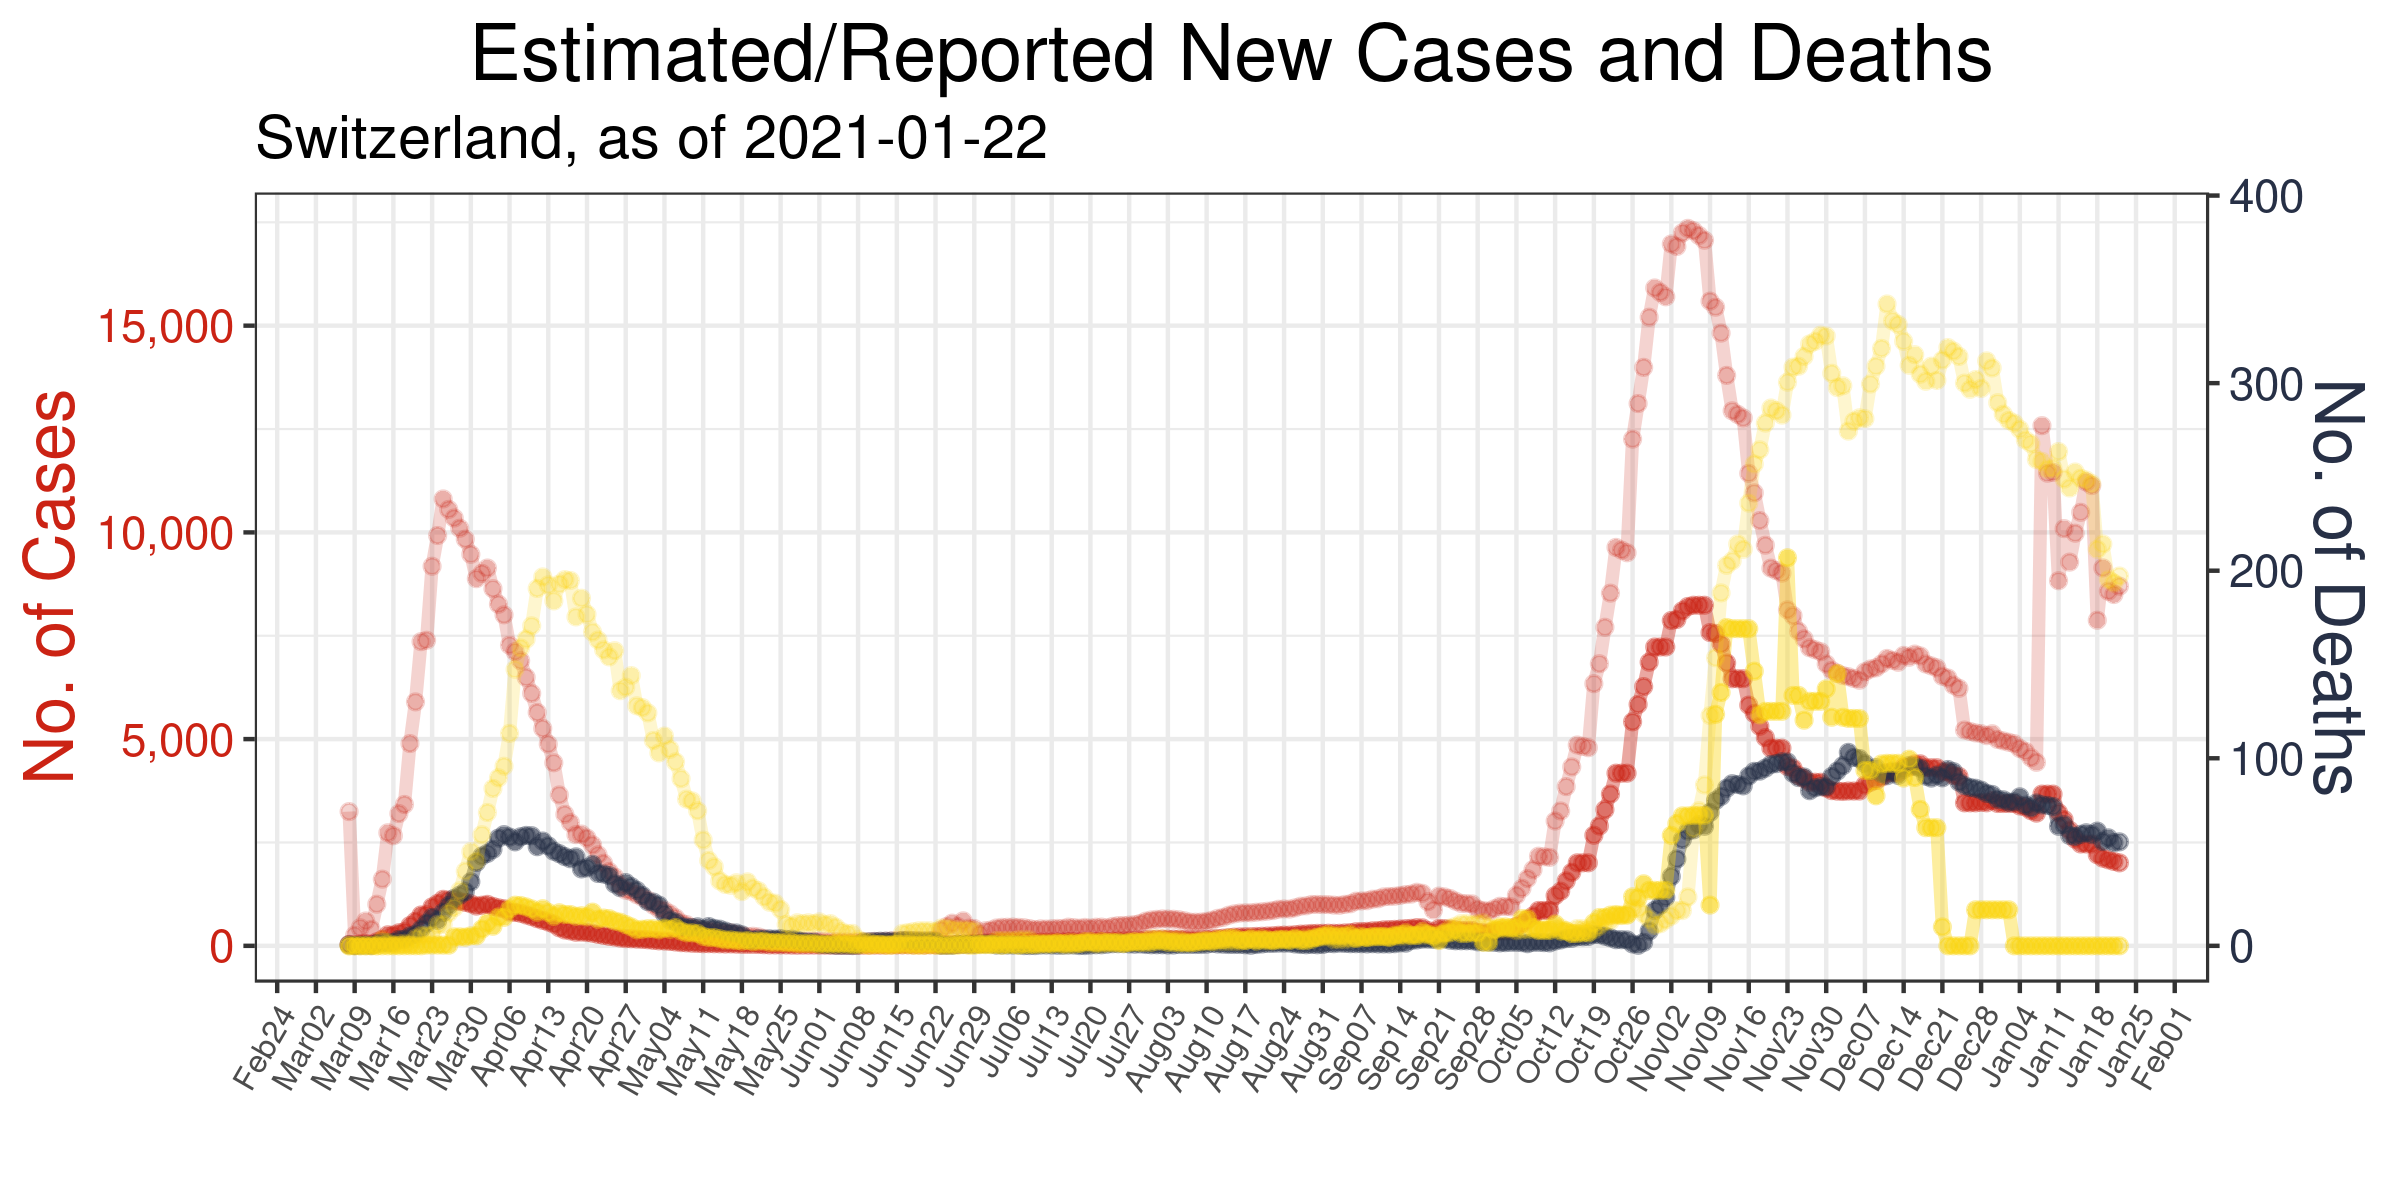 Estimated/Reported New Cases and Deaths
Switzerland, as of 2021-01-22
No. of Cases
15,000
10,000
5,000
0
400
300
200
100
0
No. of Deaths
Feb24
Mar02
Mar09
Mar16
Mar23
Mar30
Apr06
Apr13
Apr20
Apr27
May04
May11
May18
May25
Jun01
Jun08
Jun15
Jun22
Jun29
Jul06
Jul13
Jul20
Jul27
Aug03
Aug10
Aug17
Aug24
Aug31
Sep07
Sep14
Sep21
Sep28
Oct05
Oct12
Oct19
Oct26
Nov02
Nov09
Nov16
Nov23
Nov30
Dec07
Dec14
Dec21
Dec28
Jan04
Jan11
Jan18
Jan25
Feb01